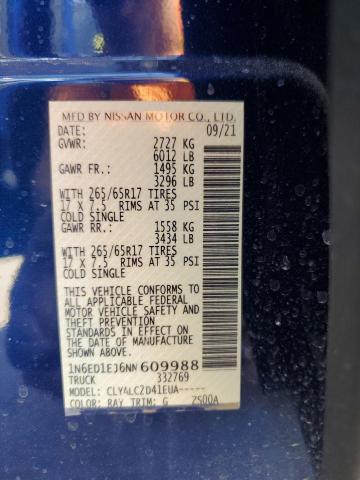 MFD BY NISSAN MOTOR CO., LTD.
DATE: 09/21
GVWR: 2727 KG
6012 LB
GAWR FR.: 1495 KG
3296 LB
WITH 265/65R17 TIRES
17 X 7.5 RIMS AT 35 PSI
COLD SINGLE
GAWR RR.: 1558 KG
3434 LB
WITH 265/65R17 TIRES
17 X 7.5 RIMS AT 35 PSI
COLD SINGLE
THIS VEHICLE CONFORMS TO
ALL APPLICABLE FEDERAL
MOTOR VEHICLE SAFETY AND
THEFT PREVENTION
STANDARDS IN EFFECT ON
THE DATE OF MANUFACTURE
SHOWN ABOVE.
1N6ED1EJ6NN609988
TRUCK 332769
MODEL: CLYALC2D41EUA-----
COLOR: RAY TRIM: G ZS00A